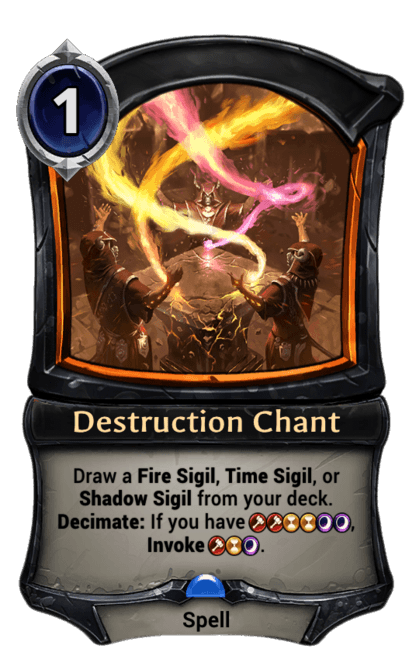 1
Destruction Chant
Draw a Fire Sigil, Time Sigil, or
Shadow Sigil from your deck.
Decimate: If you have ,
Invoke .
Spell